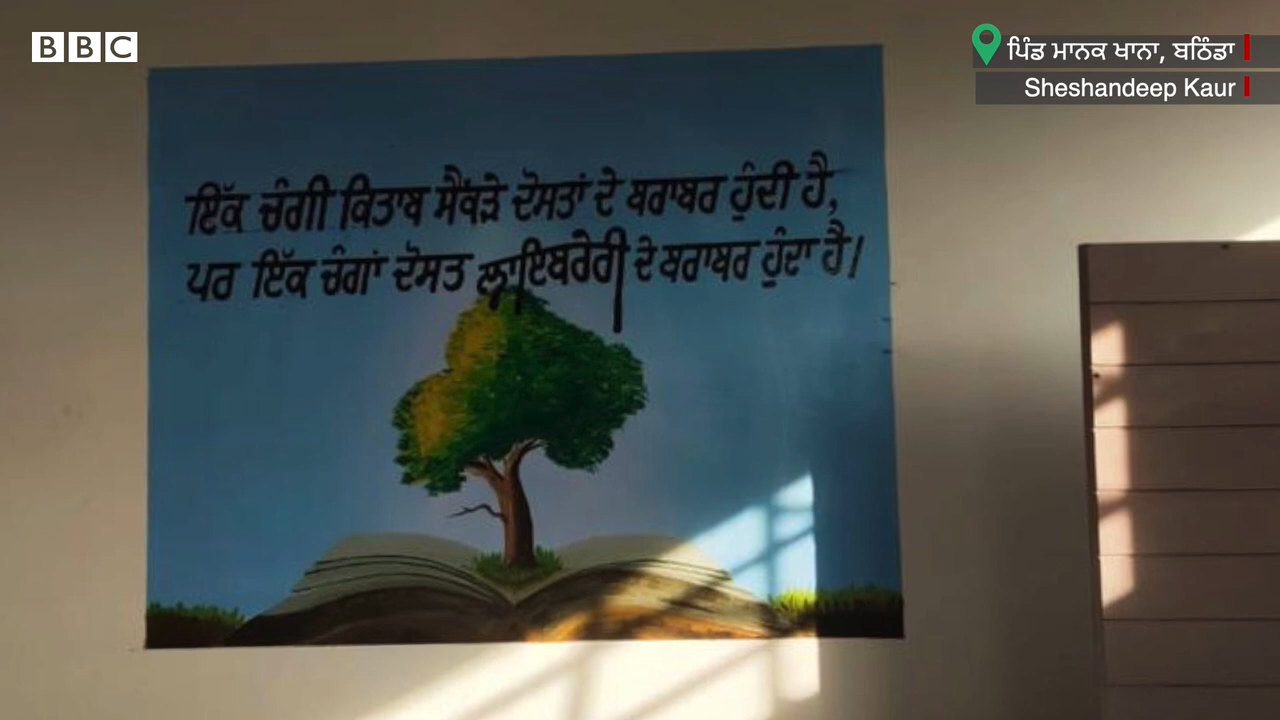 BBC
ਪਿੰਡ ਮਾਨਕ ਖਾਨਾ, ਬਠਿੰਡਾ
Sheshandeep Kaur
ਇੱਕ ਚੰਗੀ ਕਿਤਾਬ ਸੈਂਕੜੇ ਦੋਸਤਾਂ ਦੇ ਬਰਾਬਰ ਹੁੰਦੀ ਹੈ,
ਪਰ ਇੱਕ ਚੰਗਾਂ ਦੋਸਤ ਲਾਇਬਰੇਰੀ ਦੇ ਬਰਾਬਰ ਹੁੰਦਾ ਹੈ।